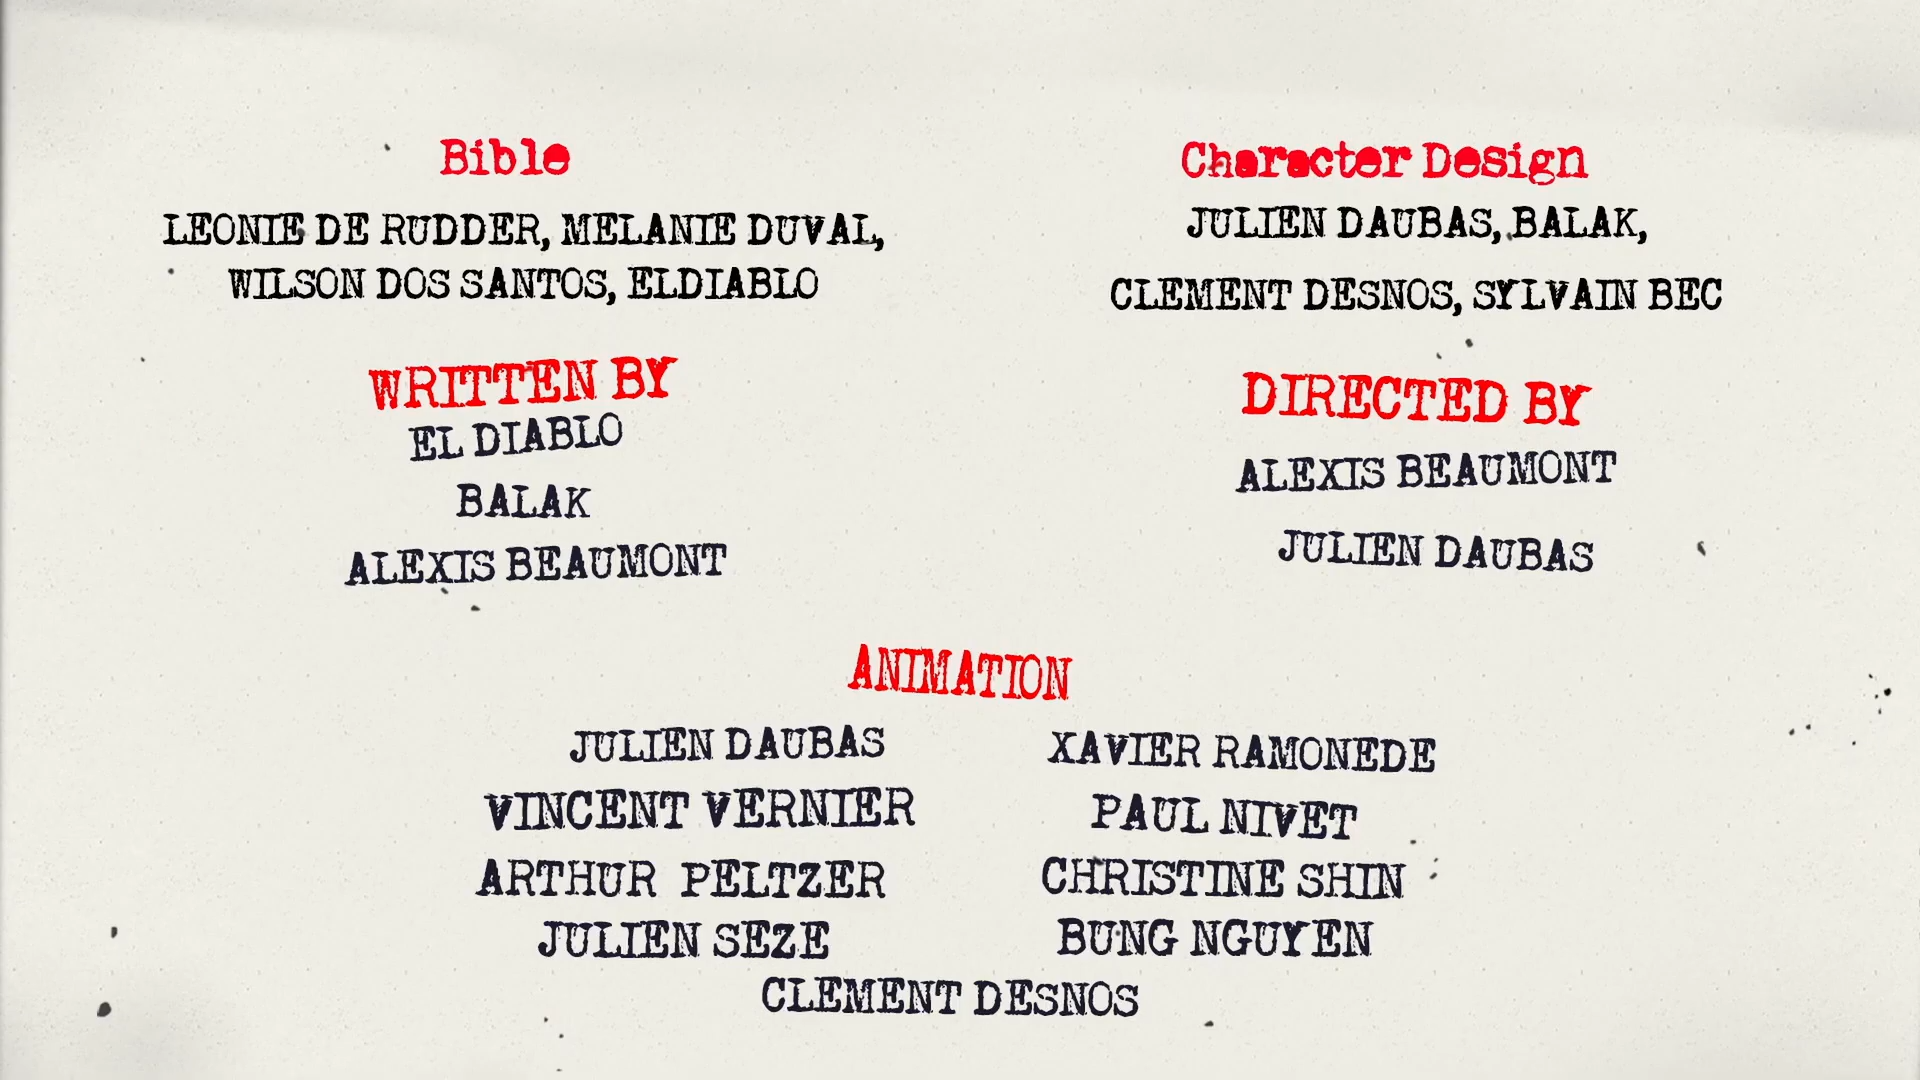 Bible
LEONIE DE RUDDER, MELANIE DUVAL,
WILSON DOS SANTOS, ELDIABLO
Character Design
JULIEN DAUBAS, BALAK,
CLEMENT DESNOS, SYLVAIN BEC
WRITTEN BY
EL DIABLO
BALAK
ALEXIS BEAUMONT
DIRECTED BY
ALEXIS BEAUMONT
JULIEN DAUBAS
ANIMATION
JULIEN DAUBAS
VINCENT VERNIER
ARTHUR PELTZER
JULIEN SEZE
XAVIER RAMONEDE
PAUL NIVET
CHRISTINE SHIN
BUNG NGUYEN
CLEMENT DESNOS